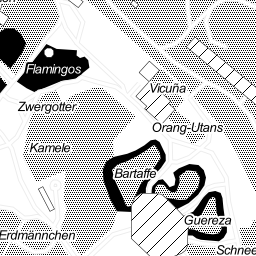 Flamingos
Vicuña
Zwergotter
Orang-Utans
Kamele
Bartaffe
Guereza
Erdmännchen
Schnee